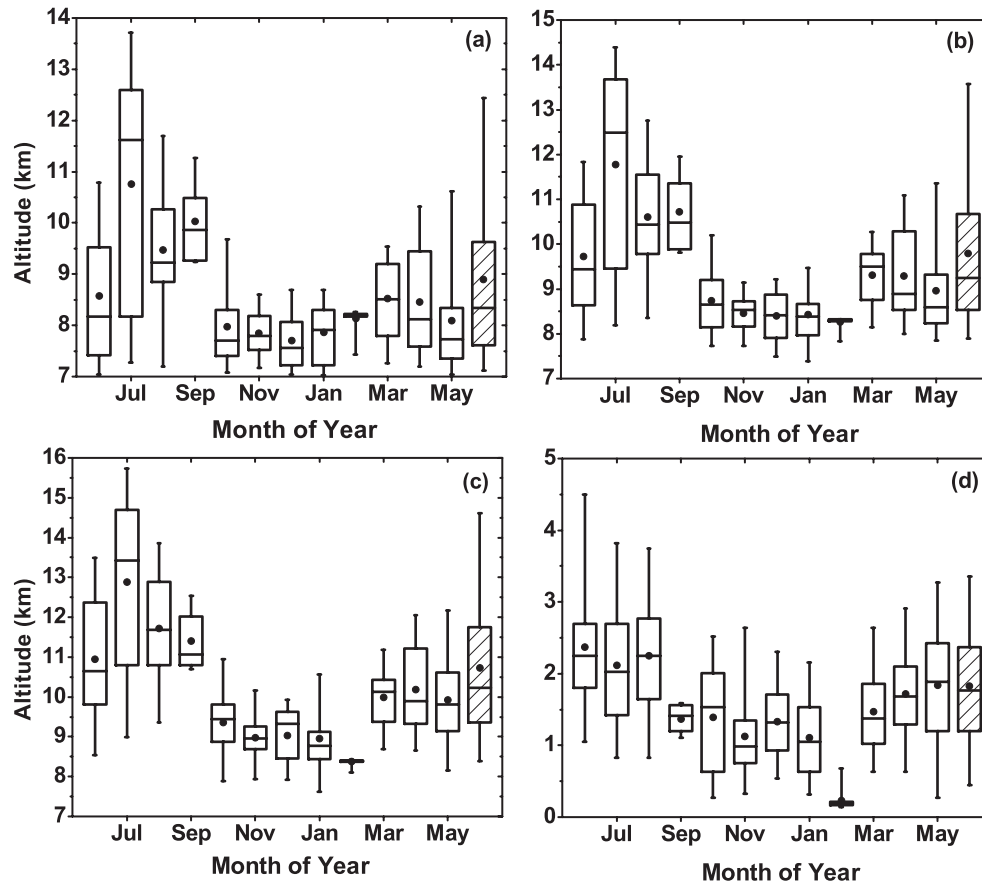 14
13
12
11
10
9
8
7
Altitude (km)
(a)
Jul Sep Nov Jan Mar May
Month of Year
15
14
13
12
11
10
9
8
7
(b)
Jul Sep Nov Jan Mar May
Month of Year
16
15
14
13
12
11
10
9
8
7
Altitude (km)
(c)
Jul Sep Nov Jan Mar May
Month of Year
5
4
3
2
1
0
(d)
Jul Sep Nov Jan Mar May
Month of Year